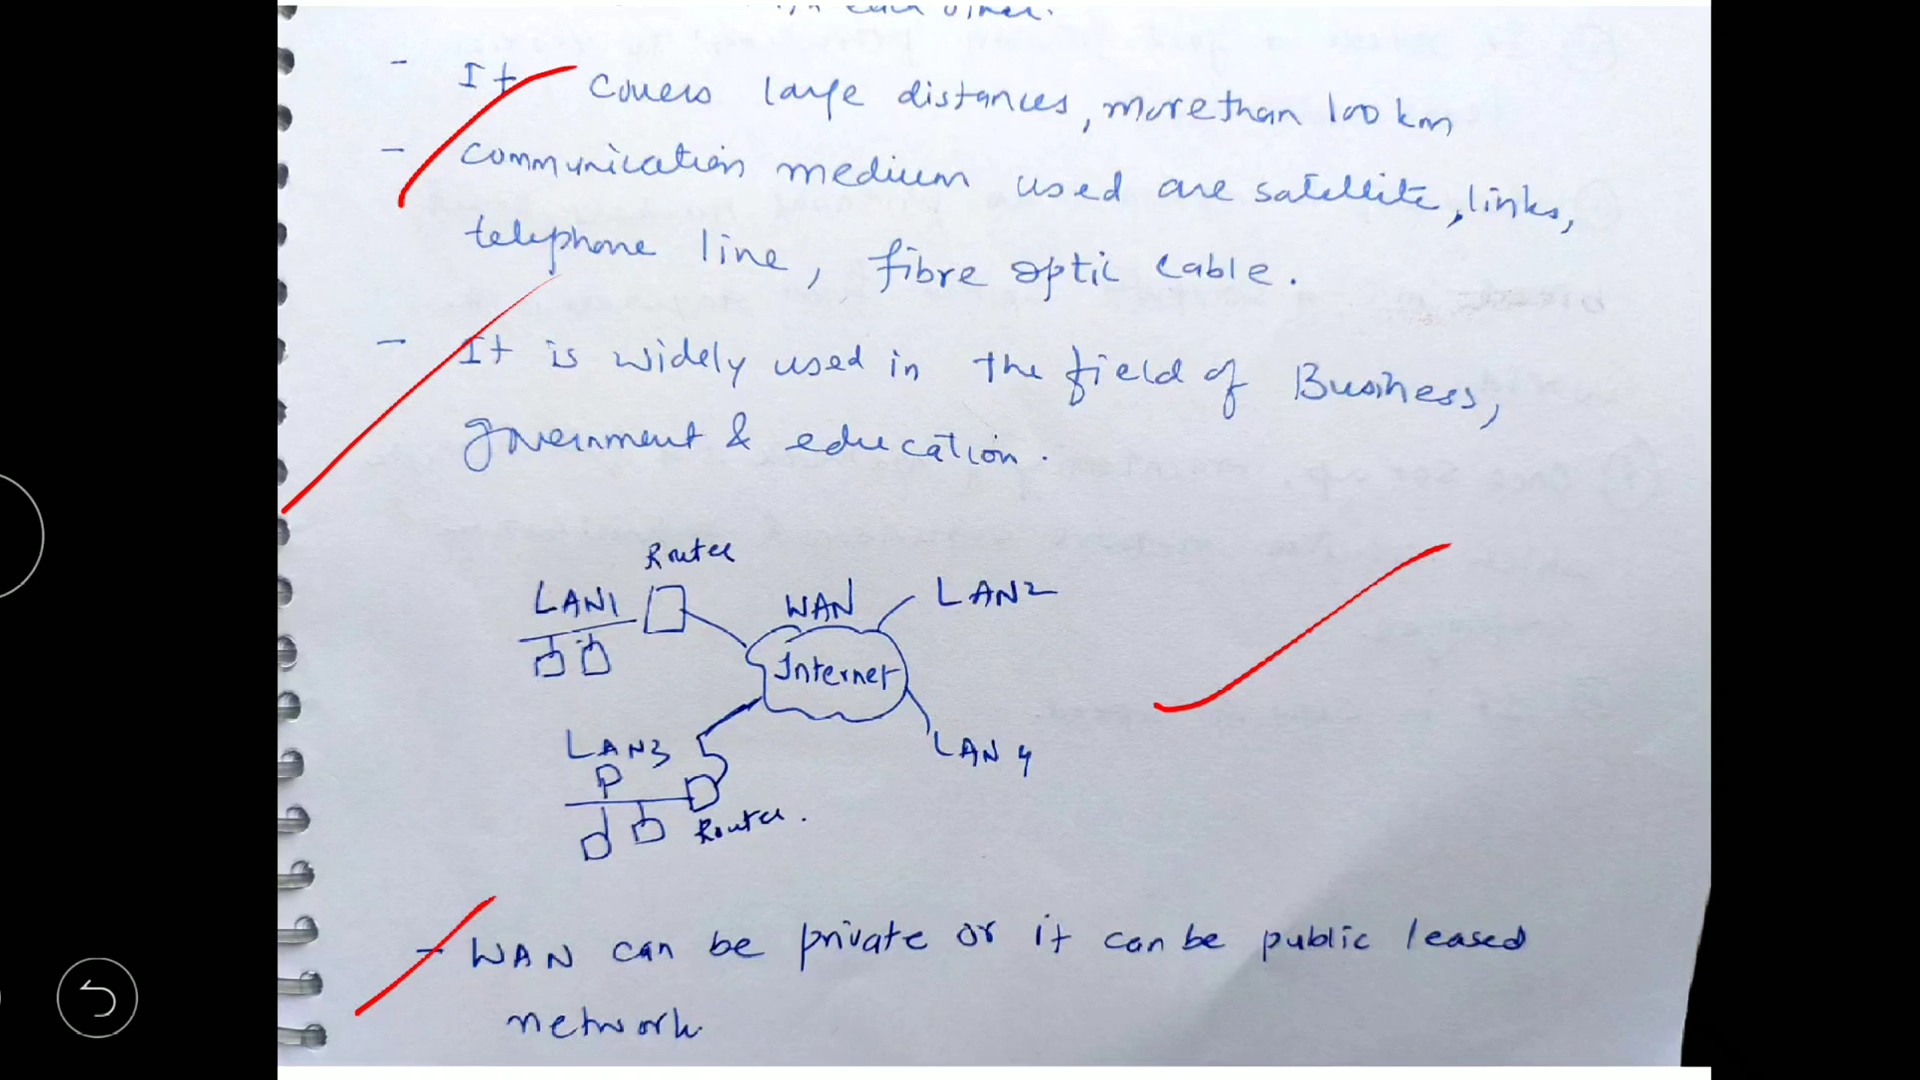 each other.
- It covers large distances, more than 100 km
- communication medium used are satellite, links,
telephone line, fibre optic cable.
- It is widely used in the field of Business,
government & education.
Router
LAN1
WAN
LAN2
Internet
LAN3
LAN 4
Router.
- WAN can be private or it can be public leased
network